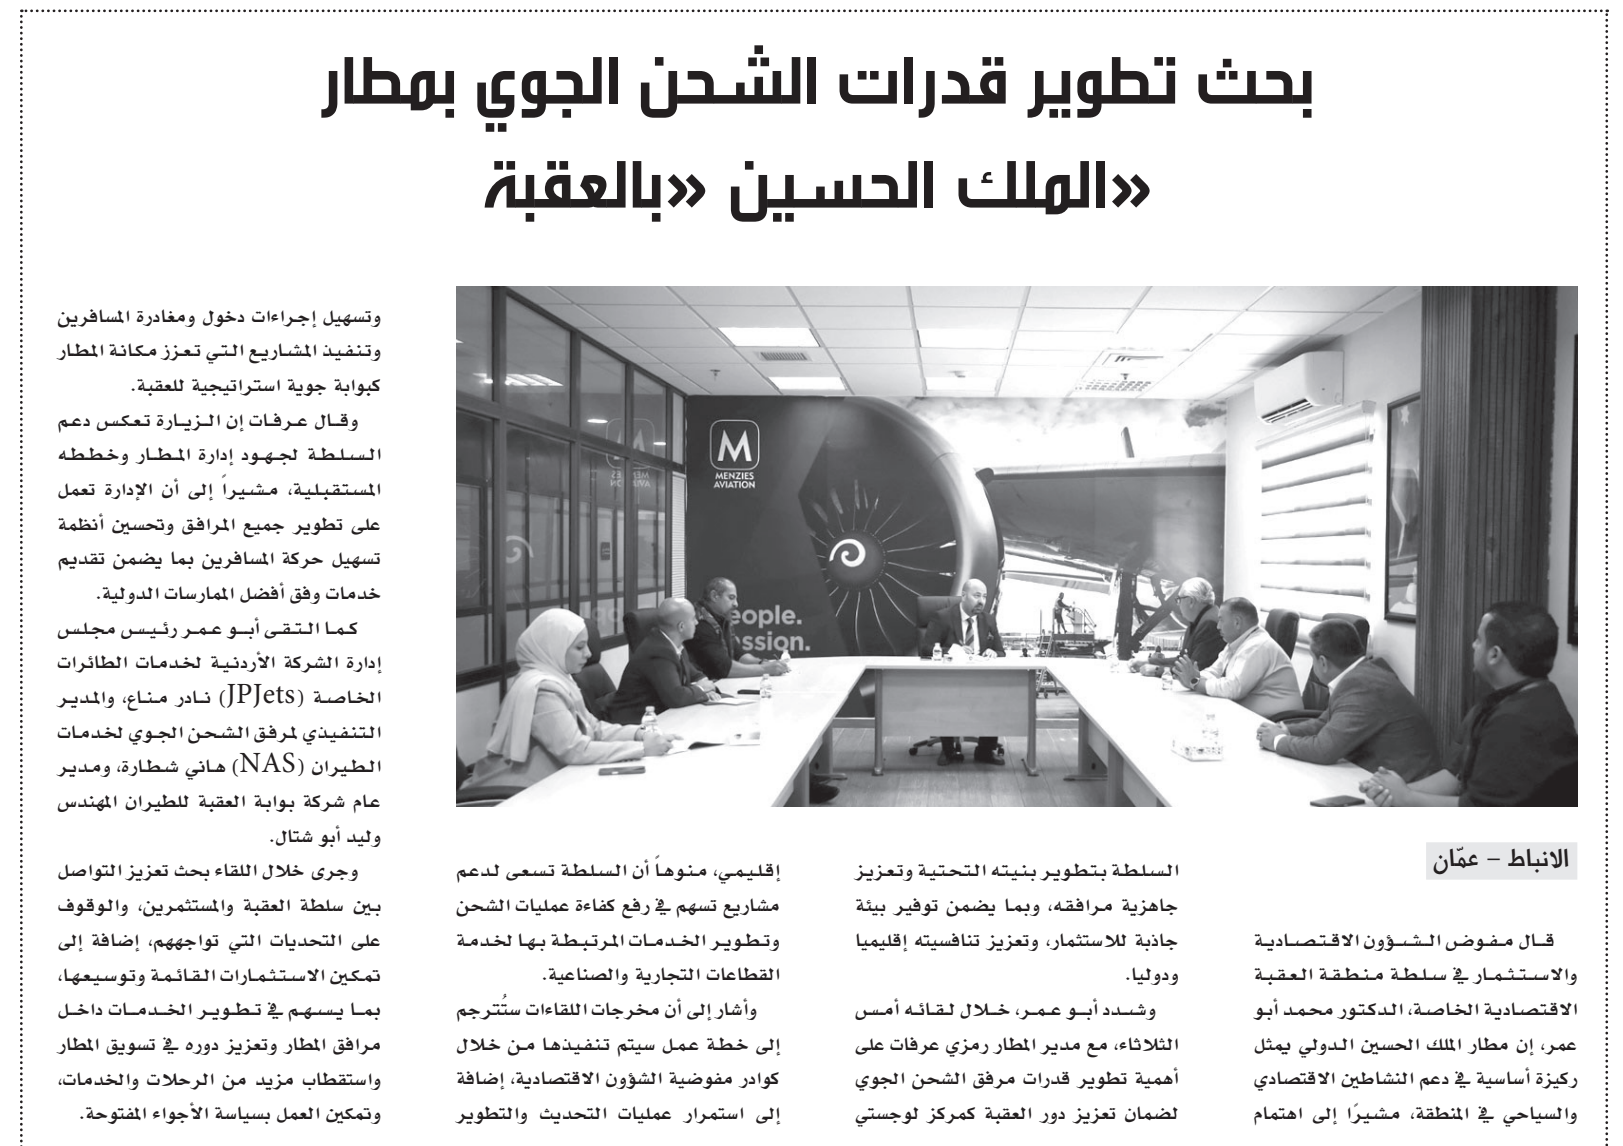 بحث تطوير قدرات الشحن الجوي بمطار
«الملك الحسين «بالعقبة
MENZIES
AVIATION
eople.
ssion.
الانباط – عمّان
قال مفوض الشؤون الاقتصادية
والاستثمار في سلطة منطقة العقبة
الاقتصادية الخاصة، الدكتور محمد أبو
عمر، إن مطار الملك الحسين الدولي يمثل
ركيزة أساسية في دعم النشاطين الاقتصادي
والسياحي في المنطقة، مشيرًا إلى اهتمام
السلطة بتطوير بنيته التحتية وتعزيز
جاهزية مرافقه، وبما يضمن توفير بيئة
جاذبة للاستثمار، وتعزيز تنافسيته إقليميا
ودوليا.
وشدد أبو عمر، خلال لقائه أمس
الثلاثاء، مع مدير المطار رمزي عرفات على
أهمية تطوير قدرات مرفق الشحن الجوي
لضمان تعزيز دور العقبة كمركز لوجستي
إقليمي، منوهاً أن السلطة تسعى لدعم
مشاريع تسهم في رفع كفاءة عمليات الشحن
وتطوير الخدمات المرتبطة بها لخدمة
القطاعات التجارية والصناعية.
وأشار إلى أن مخرجات اللقاءات ستُترجم
إلى خطة عمل سيتم تنفيذها من خلال
كوادر مفوضية الشؤون الاقتصادية، إضافة
إلى استمرار عمليات التحديث والتطوير
وتسهيل إجراءات دخول ومغادرة المسافرين
وتنفيذ المشاريع التي تعزز مكانة المطار
كبوابة جوية استراتيجية للعقبة.
وقال عرفات إن الزيارة تعكس دعم
السلطة لجهود إدارة المطار وخططه
المستقبلية، مشيراً إلى أن الإدارة تعمل
على تطوير جميع المرافق وتحسين أنظمة
تسهيل حركة المسافرين بما يضمن تقديم
خدمات وفق أفضل الممارسات الدولية.
كما التقى أبو عمر رئيس مجلس
إدارة الشركة الأردنية لخدمات الطائرات
الخاصة (JPJets) نادر مناع، والمدير
التنفيذي لمرفق الشحن الجوي لخدمات
الطيران (NAS) هاني شطارة، ومدير
عام شركة بوابة العقبة للطيران المهندس
وليد أبو شتال.
وجرى خلال اللقاء بحث تعزيز التواصل
بين سلطة العقبة والمستثمرين، والوقوف
على التحديات التي تواجههم، إضافة إلى
تمكين الاستثمارات القائمة وتوسيعها،
بما يسهم في تطوير الخدمات داخل
مرافق المطار وتعزيز دوره في تسويق المطار
واستقطاب مزيد من الرحلات والخدمات،
وتمكين العمل بسياسة الأجواء المفتوحة.